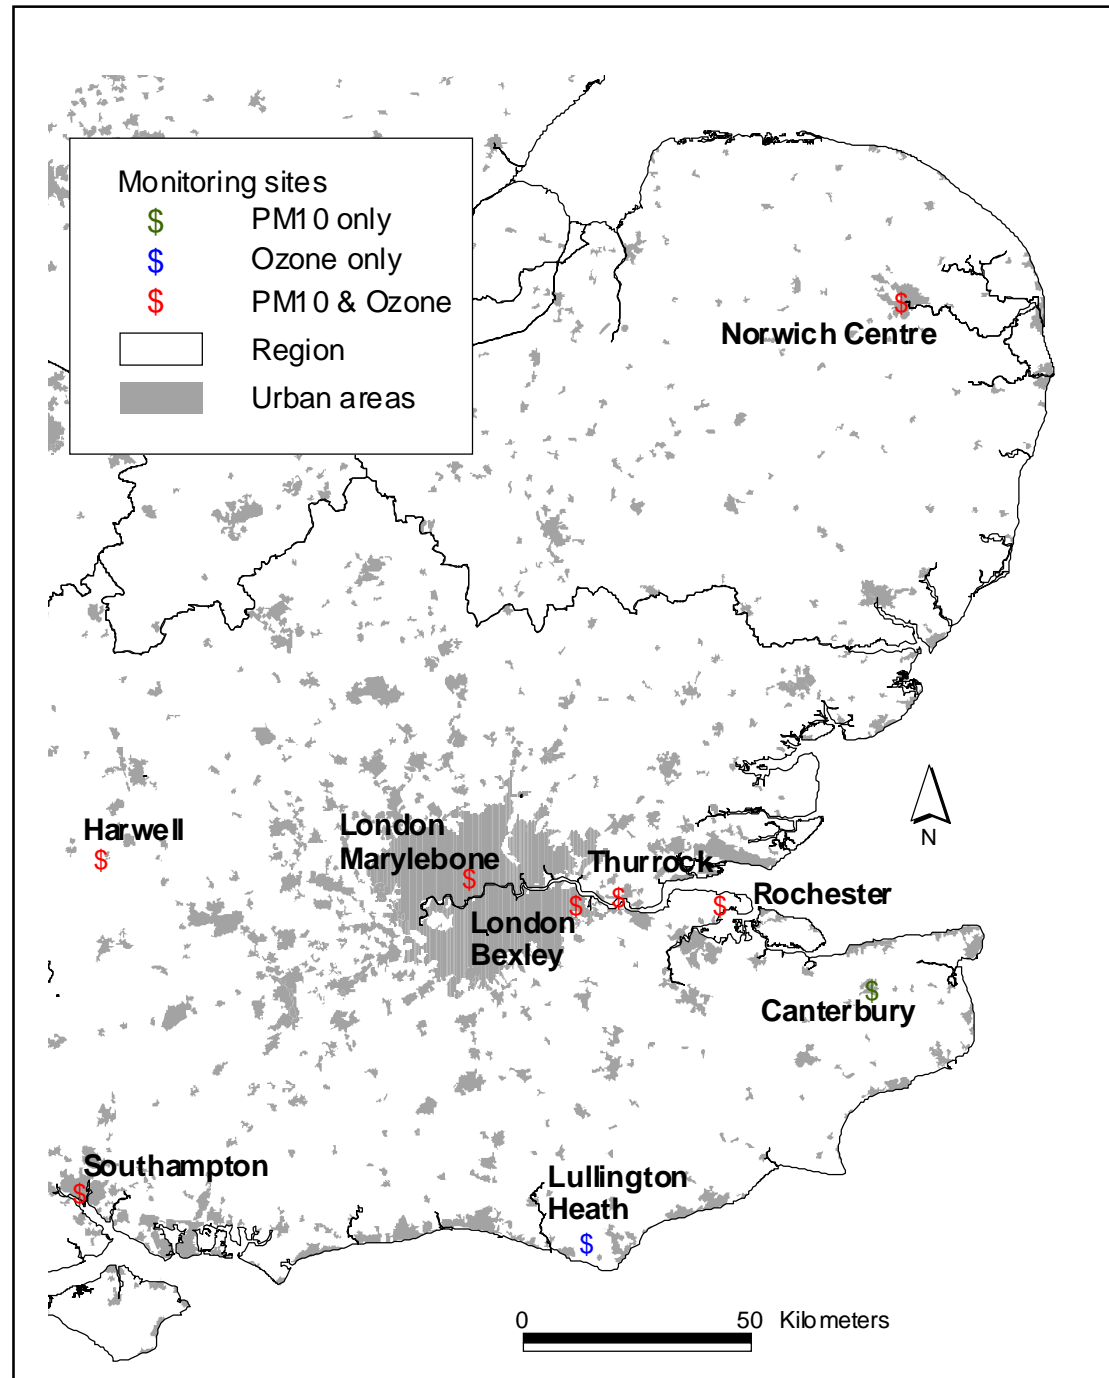 Monitoring sites
$ PM10 only
$ Ozone only
$ PM10 & Ozone
Region
Urban areas
$
Norwich Centre
Harwell
$
London
Marylebone
$
Thurrock
$
$
London
Bexley
$
Rochester
N
$
Canterbury
Southampton
$
Lullington
Heath
$
0 50 Kilometers